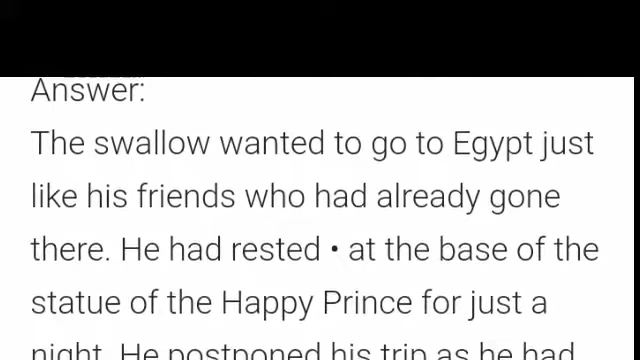 Answer:
The swallow wanted to go to Egypt just
like his friends who had already gone
there. He had rested • at the base of the
statue of the Happy Prince for just a
night. He postponed his trip as he had